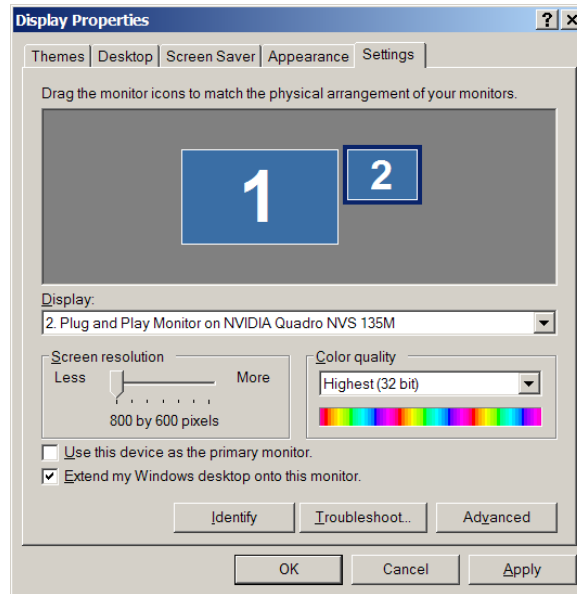 Display Properties
Themes Desktop Screen Saver Appearance Settings
Drag the monitor icons to match the physical arrangement of your monitors.
1 2
Display:
2. Plug and Play Monitor on NVIDIA Quadro NVS 135M
Screen resolution
Less More
800 by 600 pixels
Color quality
Highest (32 bit)
Use this device as the primary monitor.
Extend my Windows desktop onto this monitor.
Identify Troubleshoot... Advanced
OK Cancel Apply